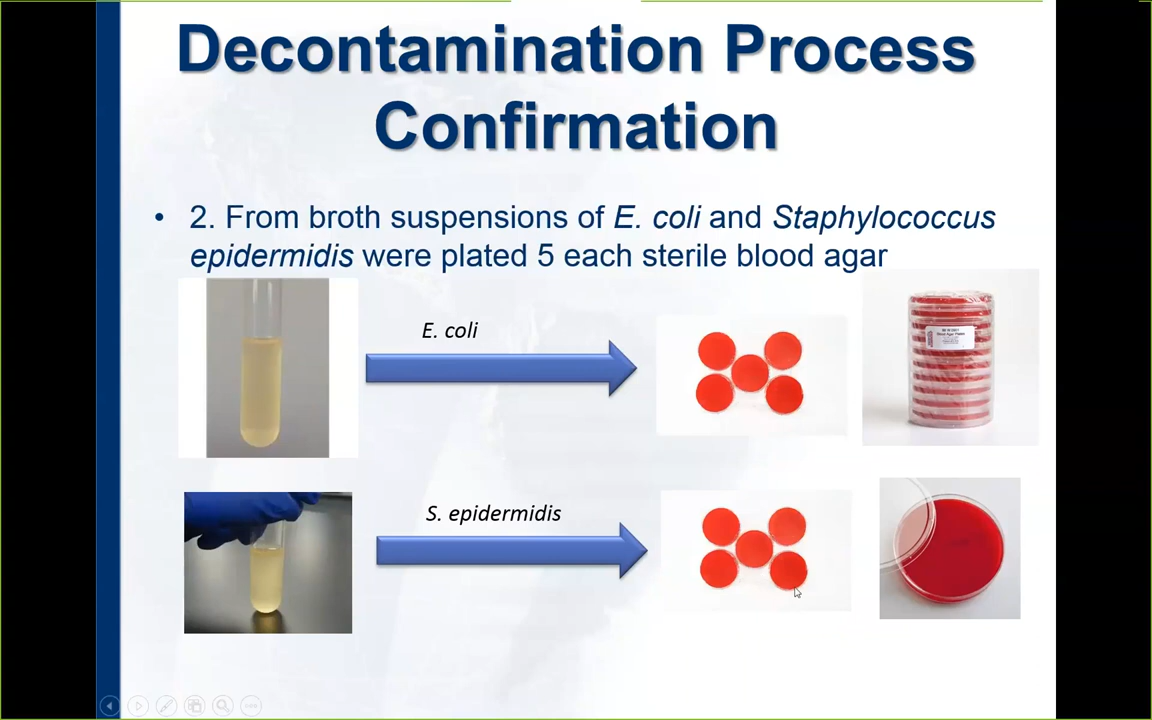 Decontamination Process
Confirmation
• 2. From broth suspensions of E. coli and Staphylococcus
epidermidis were plated 5 each sterile blood agar
E. coli
S. epidermidis